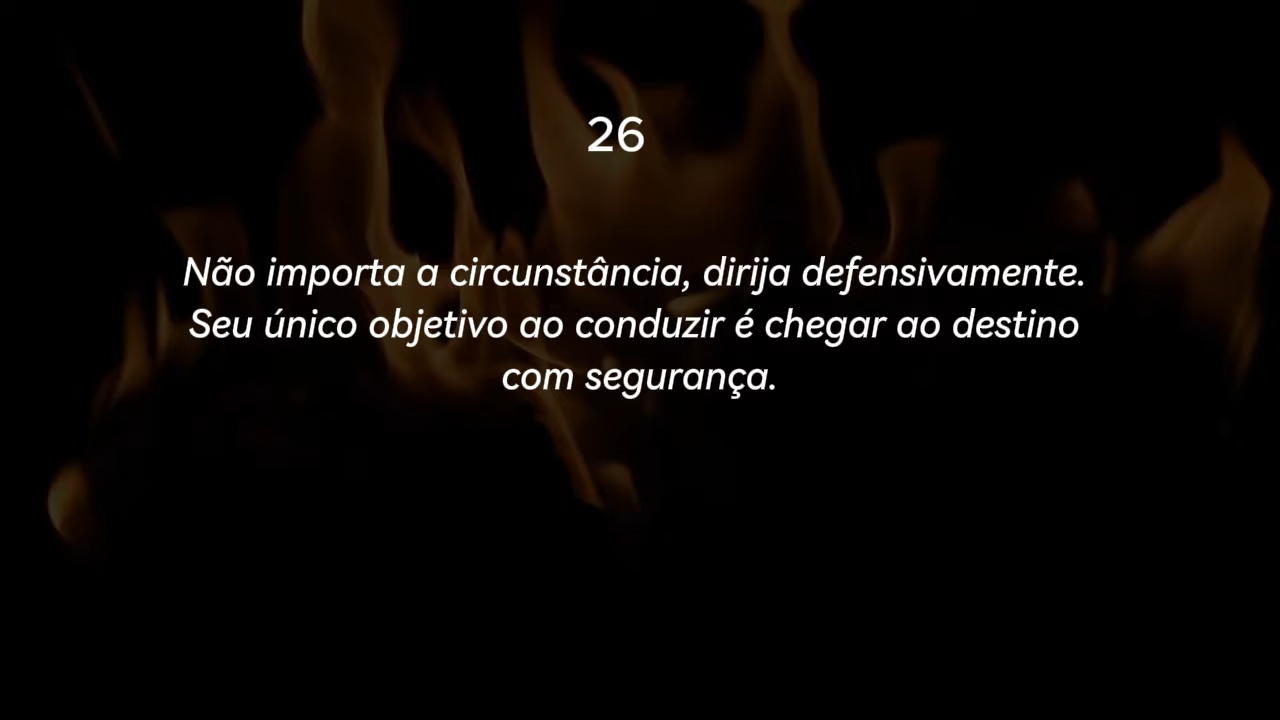 26
Não importa a circunstância, dirija defensivamente.
Seu único objetivo ao conduzir é chegar ao destino
com segurança.